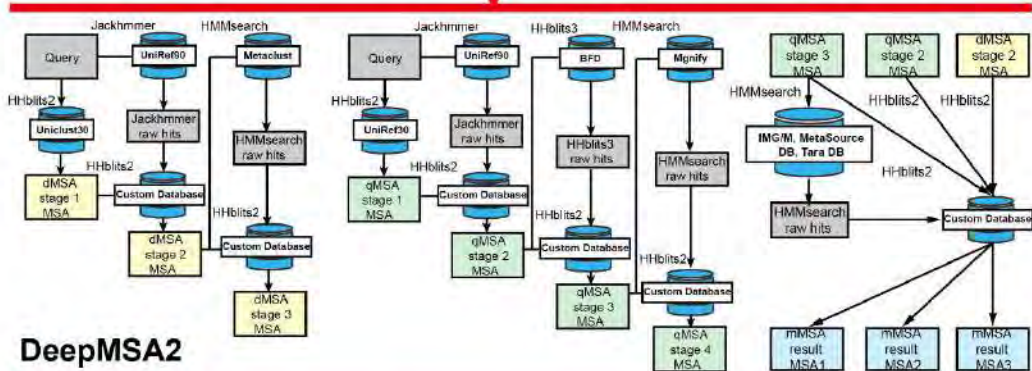 Jackhmmer
HMMsearch
Query
UniRef90
Metaclust
HHblits2
Uniclust30
Jackhmmer
raw hits
HMMsearch
raw hits
HHblits2
dMSA
stage 1
MSA
Custom Database
HHblits2
dMSA
stage 2
MSA
Custom Database
dMSA
stage 3
MSA
Jackhmmer
HHblits3
HMMsearch
Query
UniRef90
BFD
Mgnify
HHblits2
UniRef30
Jackhmmer
raw hits
HHblits3
raw hits
HMMsearch
raw hits
HHblits2
qMSA
stage 1
MSA
Custom Database
HHblits2
qMSA
stage 2
MSA
Custom Database
HHblits2
qMSA
stage 3
MSA
Custom Database
qMSA
stage 4
MSA
qMSA
stage 3
MSA
qMSA
stage 2
MSA
dMSA
stage 2
MSA
HMMsearch
HHblits2
HHblits2
IMG/M, MetaSource
DB, Tara DB
HHblits2
HMMsearch
raw hits
Custom Database
mMSA
result
MSA1
mMSA
result
MSA2
mMSA
result
MSA3
DeepMSA2